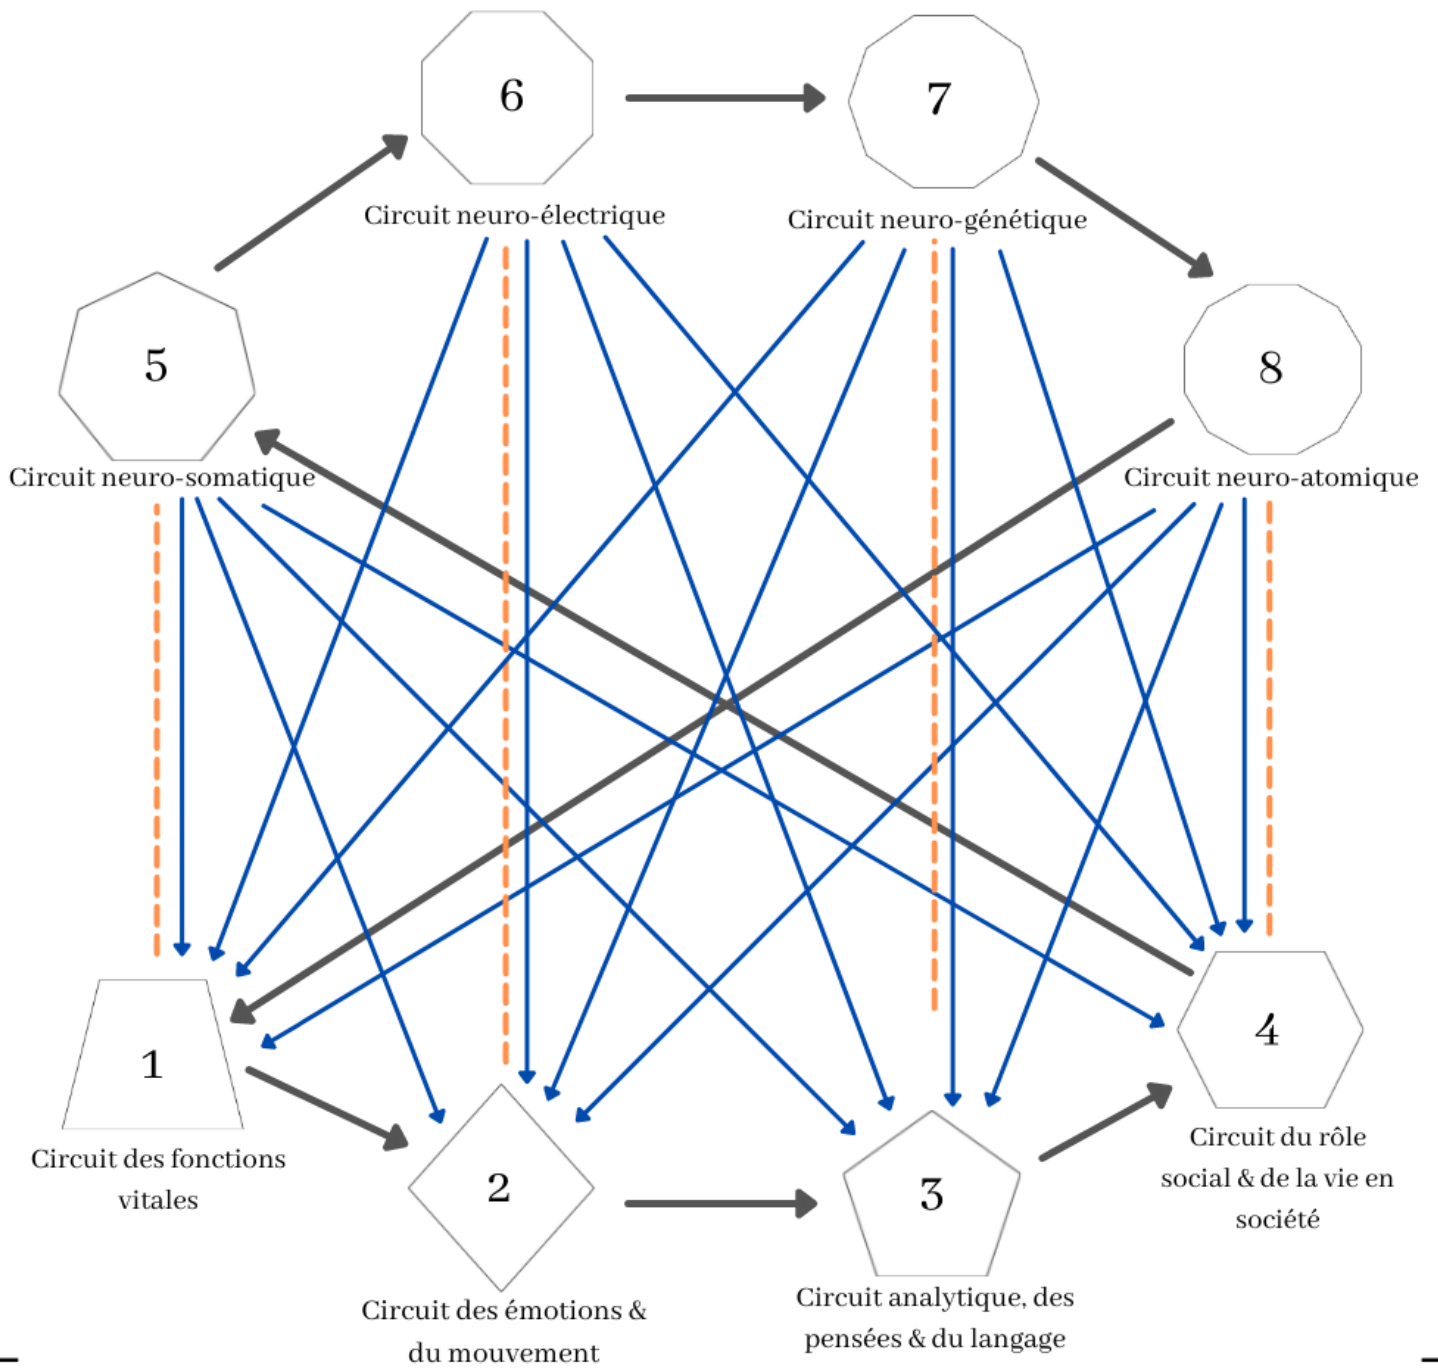 6
7
Circuit neuro-électrique
Circuit neuro-génétique
5
8
Circuit neuro-somatique
Circuit neuro-atomique
1
Circuit des fonctions
vitales
2
Circuit des émotions &
du mouvement
3
Circuit analytique, des
pensées & du langage
4
Circuit du rôle
social & de la vie en
société